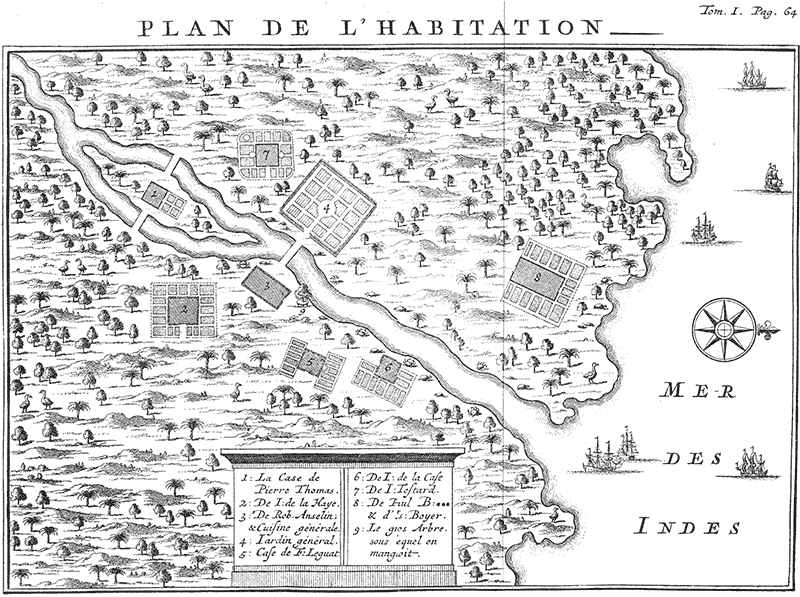 Tom. I. Pag. 64
PLAN DE L'HABITATION
7
1
4
3
2
9
8
5
6
MER
DES
INDES
1: La Case de
Pierre Thomas.
2: De I: de la Haye.
3: De Rob. Anselin;
& Cuisine générale.
4: Iardin général.
5: Case de F: Leguat.
6: De I: de la Case
7: De I: Testard.
8: De Paul B:•••
& d'I: Boyer.
9: Le gros Arbre.
sous lequel on
mangeoit.